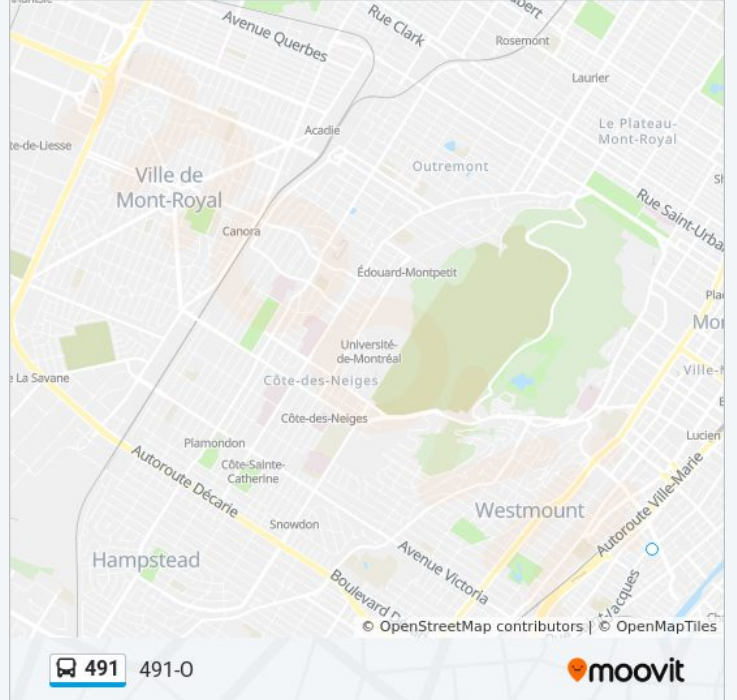 Avenue Querbes
Rue Clark
Rosemont
Laurier
Acadie
Le Plateau-
Mont-Royal
Outremont
Ville de
Mont-Royal
Rue Saint-Urba
Canora
Édouard-Montpetit
Université-
de-Montréal
Côte-des-Neiges
La Savane
Côte-des-Neiges
Lucien
Plamondon
Côte-Sainte-
Catherine
Autoroute Décarie
Autoroute Ville-Marie
Westmount
Snowdon
Hampstead
Avenue Victoria
Boulevard D
© OpenStreetMap contributors | © OpenMapTiles
491 491-O
moovit